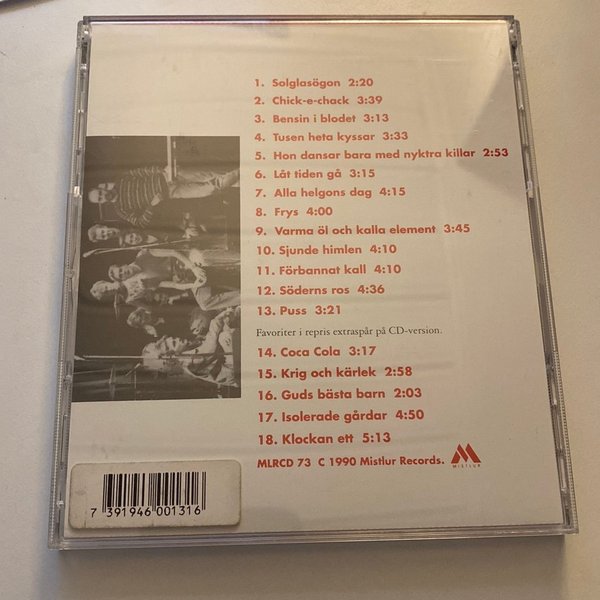 1. Solglasögon 2:20
2. Chick-e-chack 3:39
3. Bensin i blodet 3:13
4. Tusen heta kyssar 3:33
5. Hon dansar bara med nyktra killar 2:53
6. Låt tiden gå 3:15
7. Alla helgons dag 4:15
8. Frys 4:00
9. Varma öl och kalla element 3:45
10. Sjunde himlen 4:10
11. Förbannat kall 4:10
12. Söderns ros 4:36
13. Puss 3:21
Favoriter i repris extraspår på CD-version.
14. Coca Cola 3:17
15. Krig och kärlek 2:58
16. Guds bästa barn 2:03
17. Isolerade gårdar 4:50
18. Klockan ett 5:13
MLRCD 73 C 1990 Mistlur Records.
MISTLUR
7 391946 001316